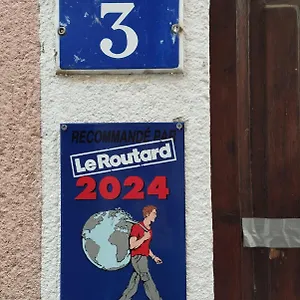 3
RECOMMANDÉ PAR
Le Routard
2024